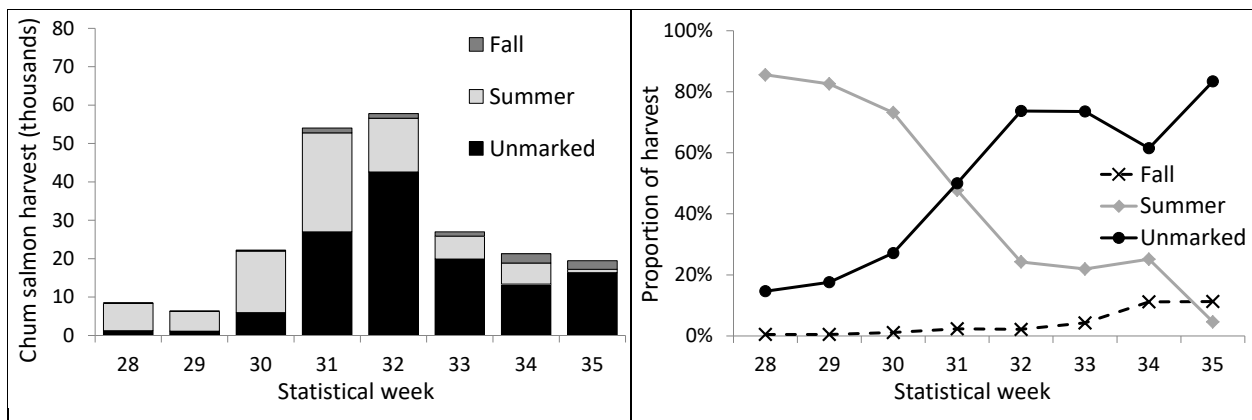 Chum salmon harvest (thousands)
80
70
60
50
40
30
20
10
0
Fall
Summer
Unmarked
28 29 30 31 32 33 34 35
Statistical week
Proportion of harvest
100%
80%
60%
40%
20%
0%
Fall
Summer
Unmarked
28 29 30 31 32 33 34 35
Statistical week